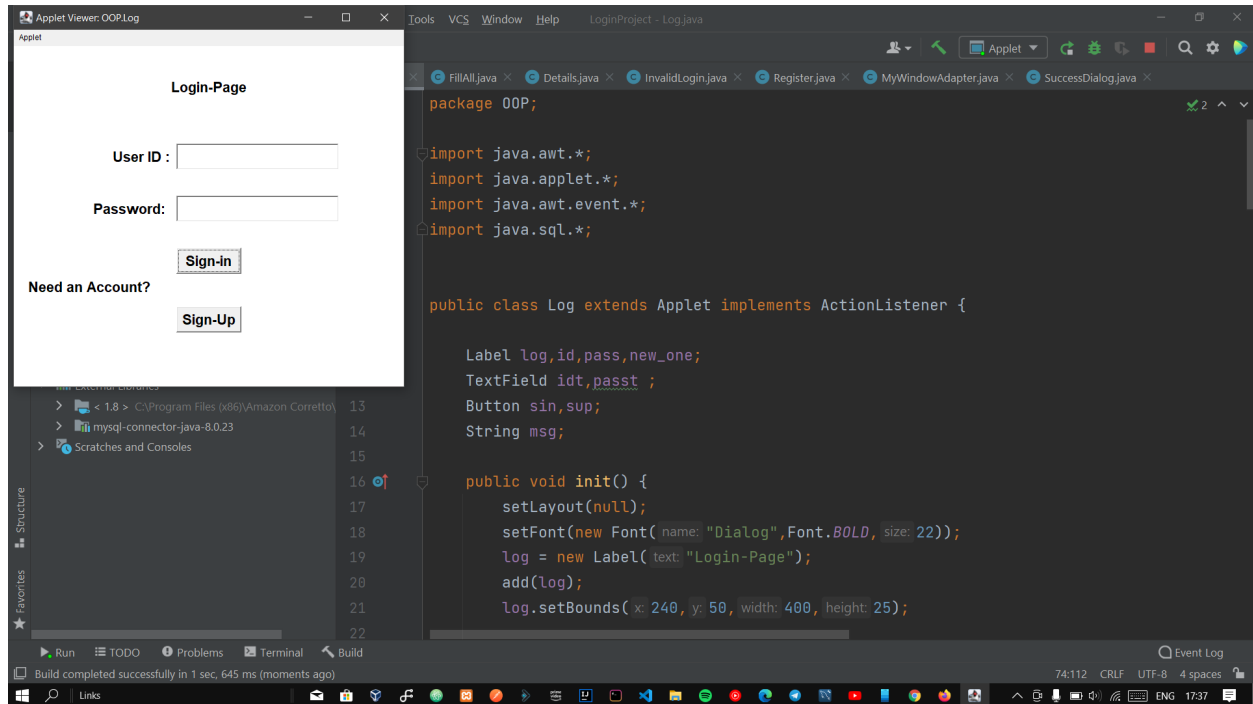 Applet Viewer: OOP.Log
Applet
Login-Page
User ID :
Password:
Sign-in
Need an Account?
Sign-Up
Tools VCS Window Help LoginProject - Log.java
Applet
FillAll.java Details.java InvalidLogin.java Register.java MyWindowAdapter.java SuccessDialog.java
package OOP;
2
import java.awt.*;
import java.applet.*;
import java.awt.event.*;
import java.sql.*;
public class Log extends Applet implements ActionListener {
Label log,id,pass,new_one;
TextField idt,passt ;
External Libraries
< 1.8 > C:\Program Files (x86)\Amazon Corretto\
mysql-connector-java-8.0.23
Scratches and Consoles
13 Button sin,sup;
14 String msg;
15
16 public void init() {
17 setLayout(null);
18 setFont(new Font( name: "Dialog",Font.BOLD, size: 22));
19 log = new Label( text: "Login-Page");
20 add(log);
21 log.setBounds( x: 240, y: 50, width: 400, height: 25);
22
Structure
Favorites
Run TODO Problems Terminal Build Event Log
Build completed successfully in 1 sec, 645 ms (moments ago) 74:112 CRLF UTF-8 4 spaces
Links ENG 17:37